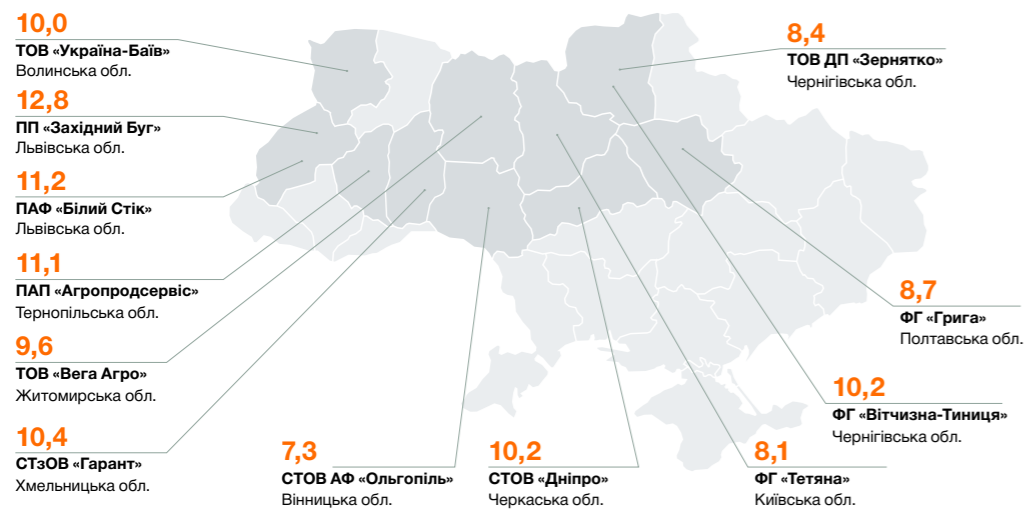 10,0
ТОВ «Україна-Баїв»
Волинська обл.
12,8
ПП «Західний Буг»
Львівська обл.
11,2
ПАФ «Білий Стік»
Львівська обл.
11,1
ПАП «Агропродсервіс»
Тернопільська обл.
9,6
ТОВ «Вега Агро»
Житомирська обл.
10,4
СТзОВ «Гарант»
Хмельницька обл.
7,3
СТОВ АФ «Ольгопіль»
Вінницька обл.
10,2
СТОВ «Дніпро»
Черкаська обл.
8,1
ФГ «Тетяна»
Київська обл.
10,2
ФГ «Вітчизна-Тиниця»
Чернігівська обл.
8,7
ФГ «Грига»
Полтавська обл.
8,4
ТОВ ДП «Зернятко»
Чернігівська обл.